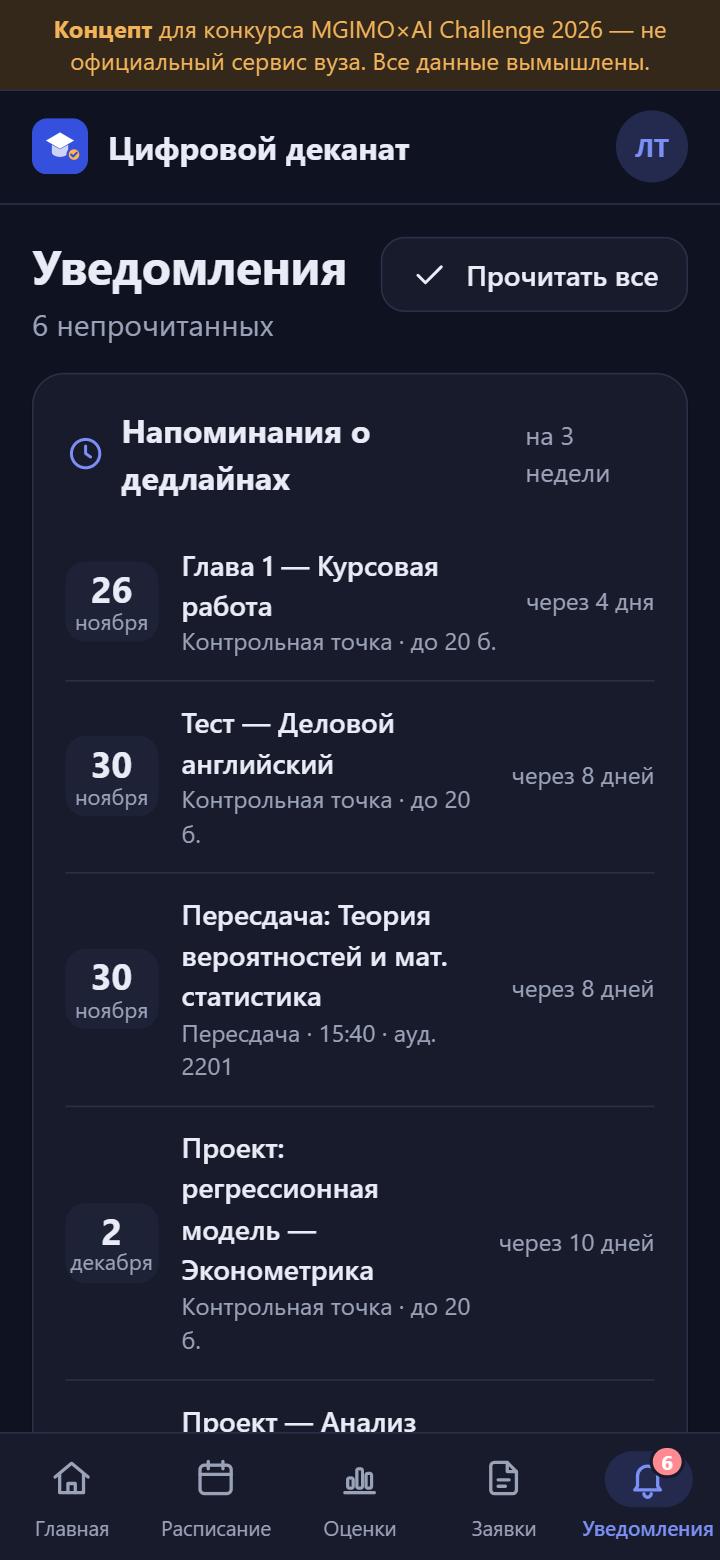 Концепт для конкурса MGIMO×AI Challenge 2026 — не
официальный сервис вуза. Все данные вымышлены.
Цифровой деканат
ЛТ
Уведомления
Прочитать все
6 непрочитанных
Напоминания о
дедлайнах
на 3
недели
26
ноября
Глава 1 — Курсовая
работа
Контрольная точка · до 20 б.
через 4 дня
30
ноября
Тест — Деловой
английский
Контрольная точка · до 20
б.
через 8 дней
30
ноября
Пересдача: Теория
вероятностей и мат.
статистика
Пересдача · 15:40 · ауд.
2201
через 8 дней
2
декабря
Проект:
регрессионная
модель —
Эконометрика
Контрольная точка · до 20
б.
через 10 дней
Проект — Анализ
Главная
Расписание
Оценки
Заявки
6
Уведомления